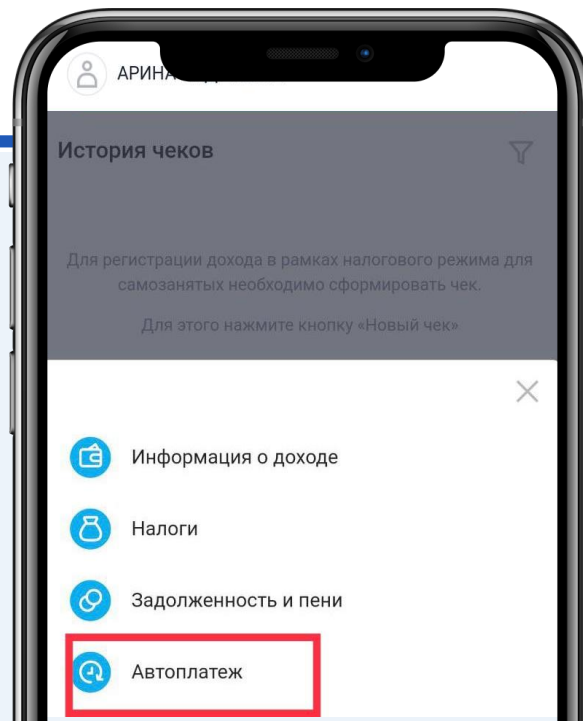 АРИНА
История чеков
Для регистрации дохода в рамках налогового режима для
самозанятых необходимо сформировать чек.
Для этого нажмите кнопку «Новый чек»
Информация о доходе
Налоги
Задолженность и пени
Автоплатеж